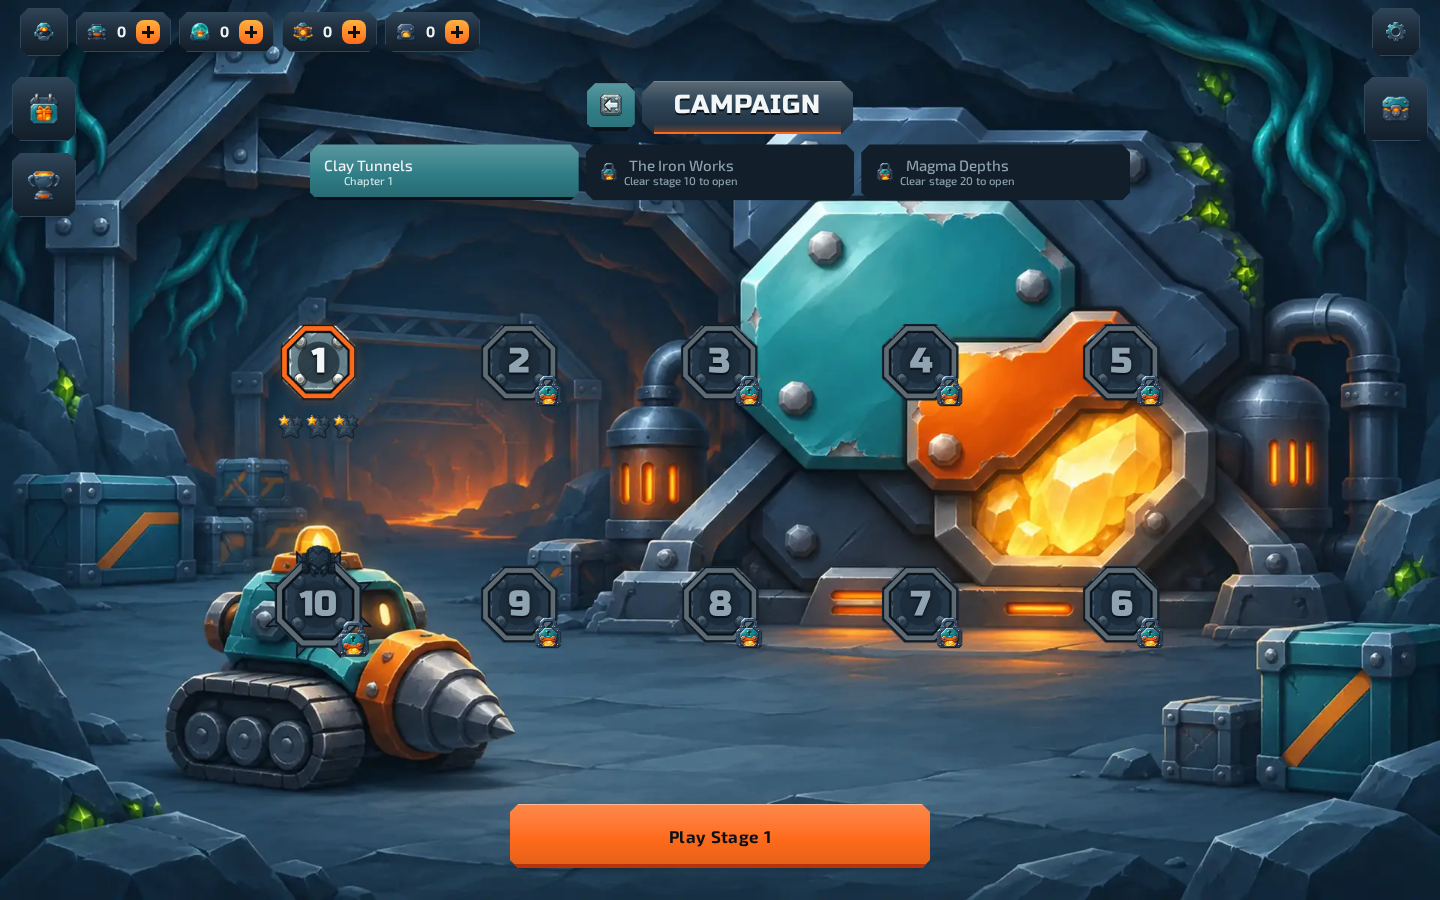 0
0
0
0
CAMPAIGN
Clay Tunnels
Chapter 1
The Iron Works
Clear stage 10 to open
Magma Depths
Clear stage 20 to open
1
2
3
4
5
10
9
8
7
6
Play Stage 1